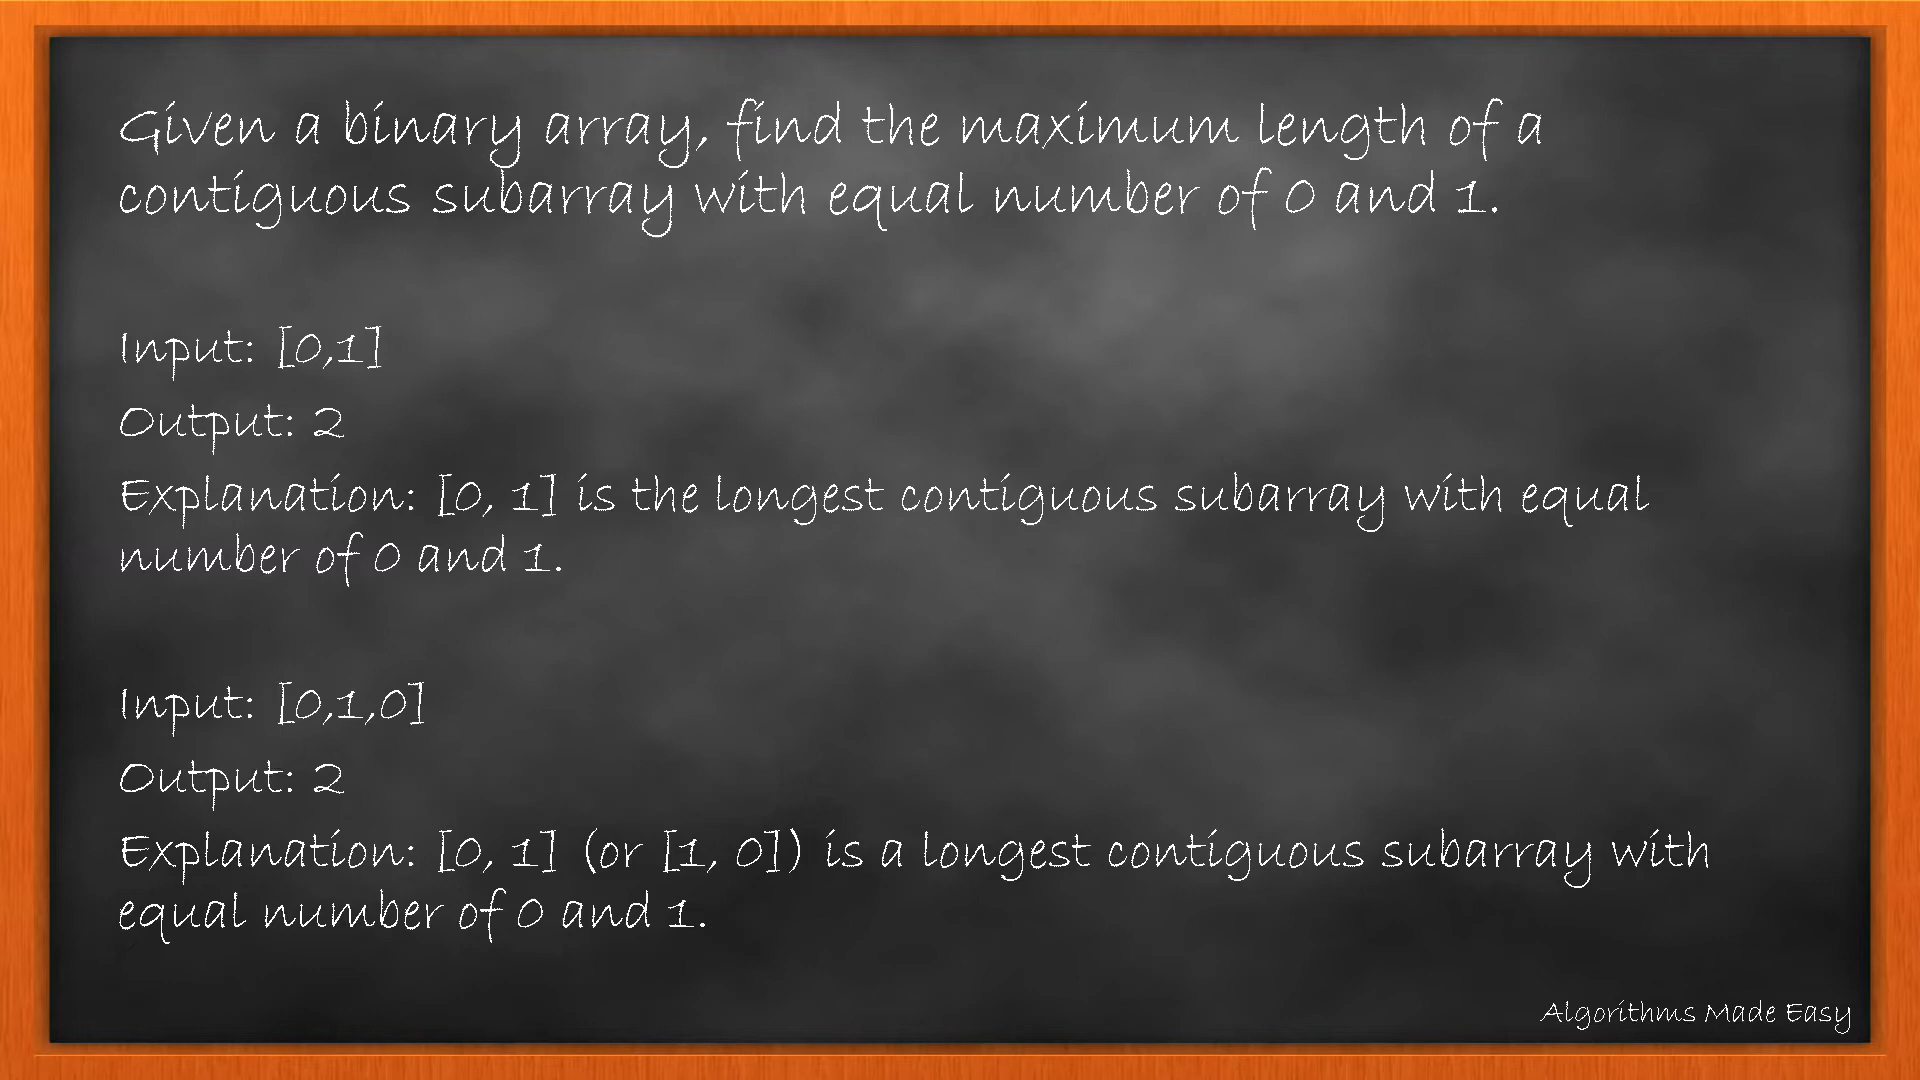 Given a binary array, find the maximum length of a
contiguous subarray with equal number of 0 and 1.
Input: [0,1]
Output: 2
Explanation: [0, 1] is the longest contiguous subarray with equal
number of 0 and 1.
Input: [0,1,0]
Output: 2
Explanation: [0, 1] (or [1, 0]) is a longest contiguous subarray with
equal number of 0 and 1.
Algorithms Made Easy